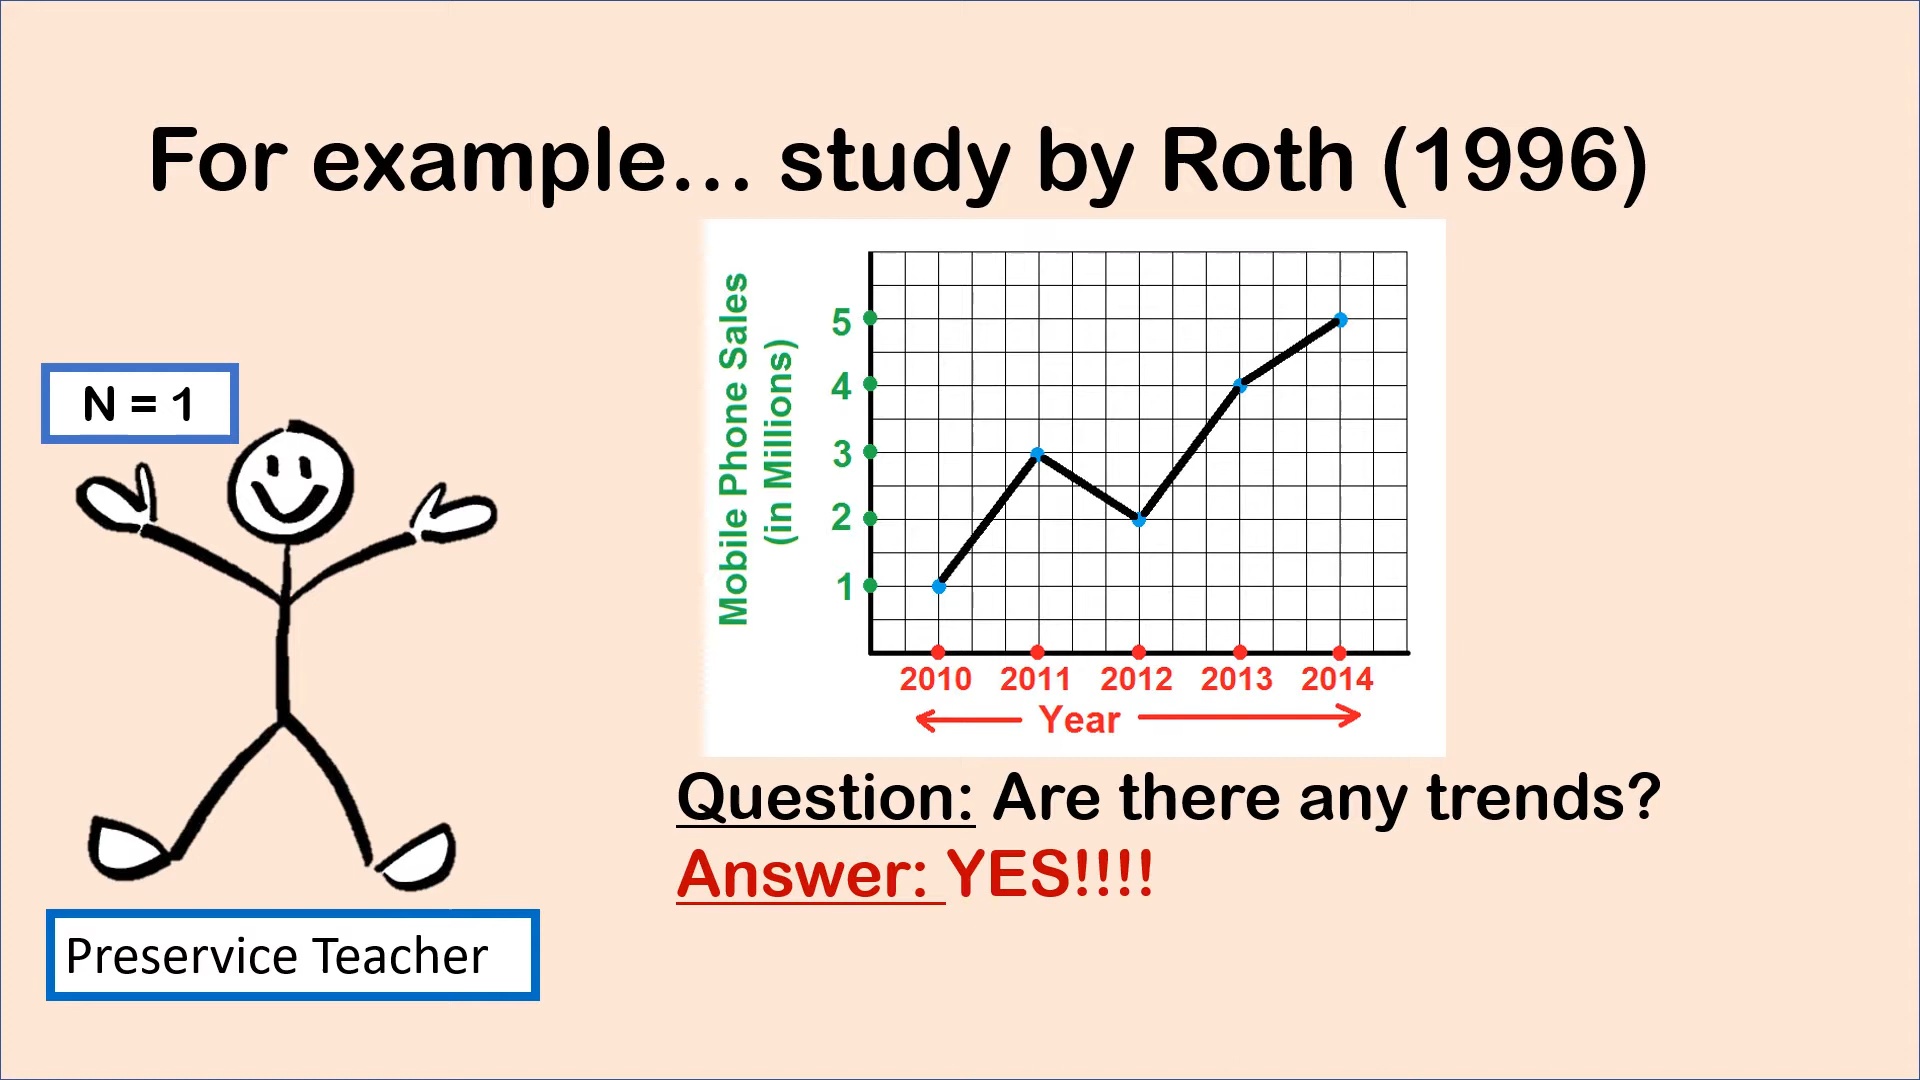 For example... study by Roth (1996)
N = 1
Preservice Teacher
Mobile Phone Sales
(in Millions)
5
4
3
2
1
2010 2011 2012 2013 2014
Year
Question: Are there any trends?
Answer: YES!!!!